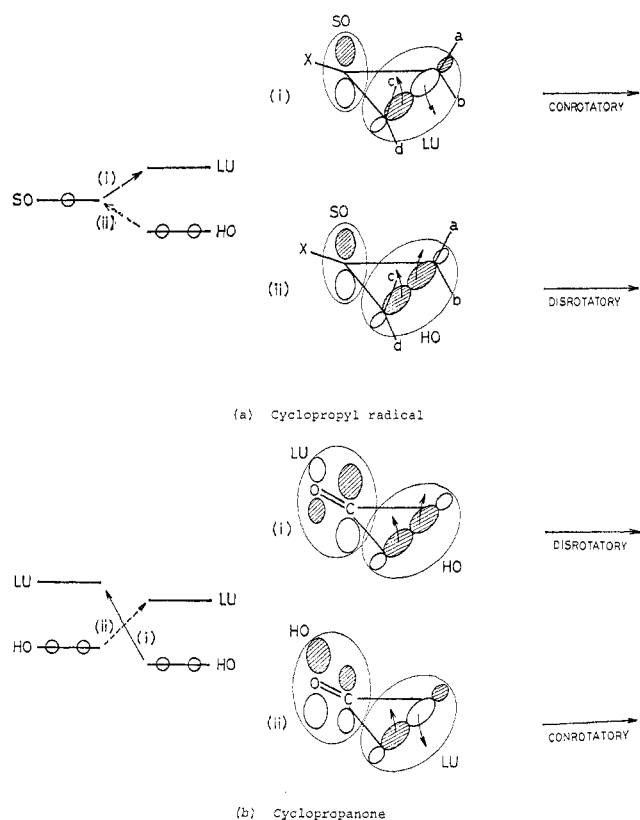 SO
a
X
c
(i)
b
d
LU
CONROTATORY
(i)
LU
SO
(ii)
HO
SO
a
X
c
(ii)
b
d
HO
DISROTATORY
(a) Cyclopropyl radical
LU
O
C
(i)
HO
DISROTATORY
LU
LU
(ii)
(i)
HO
HO
HO
O
C
(ii)
LU
CONROTATORY
(b) Cyclopropanone